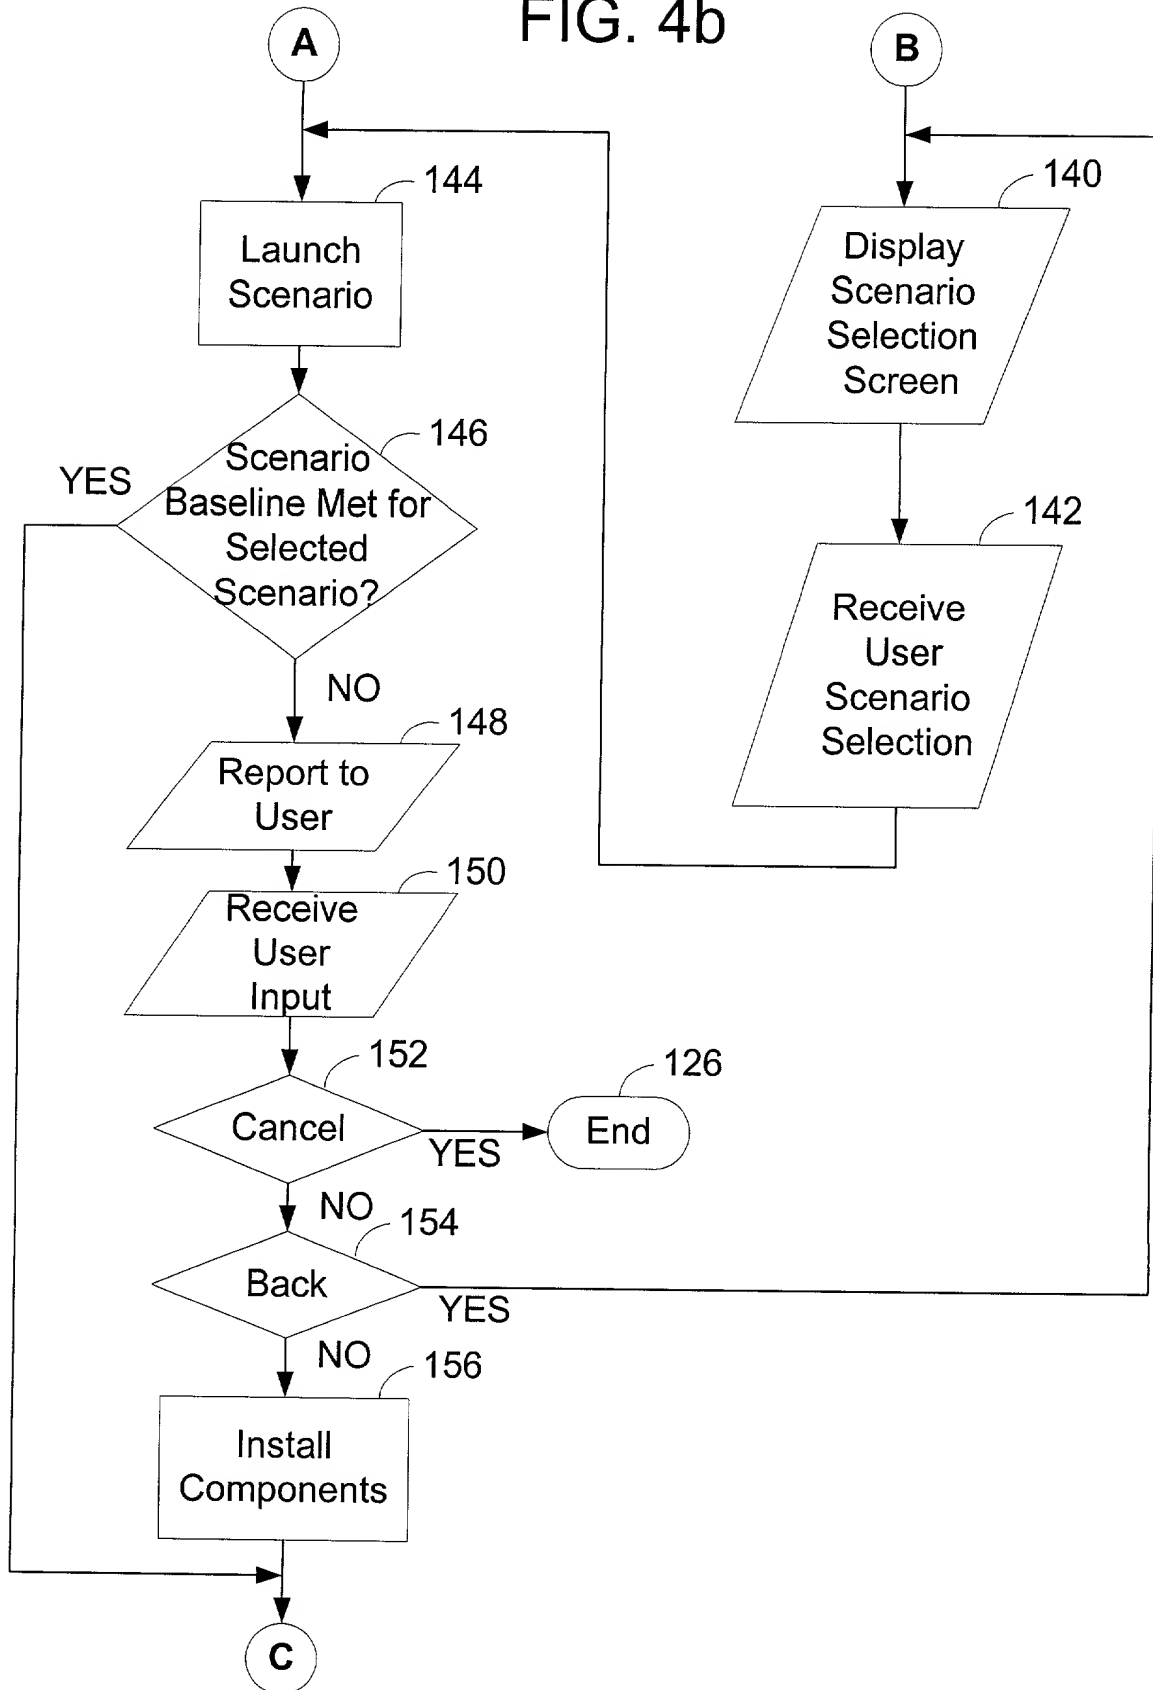 FIG. 4b
A
144
Launch
Scenario
146
Scenario
Baseline Met for
Selected
Scenario?
YES
NO
148
Report to
User
150
Receive
User
Input
152
Cancel
YES
126
End
NO
154
Back
YES
NO
156
Install
Components
C
B
140
Display
Scenario
Selection
Screen
142
Receive
User
Scenario
Selection